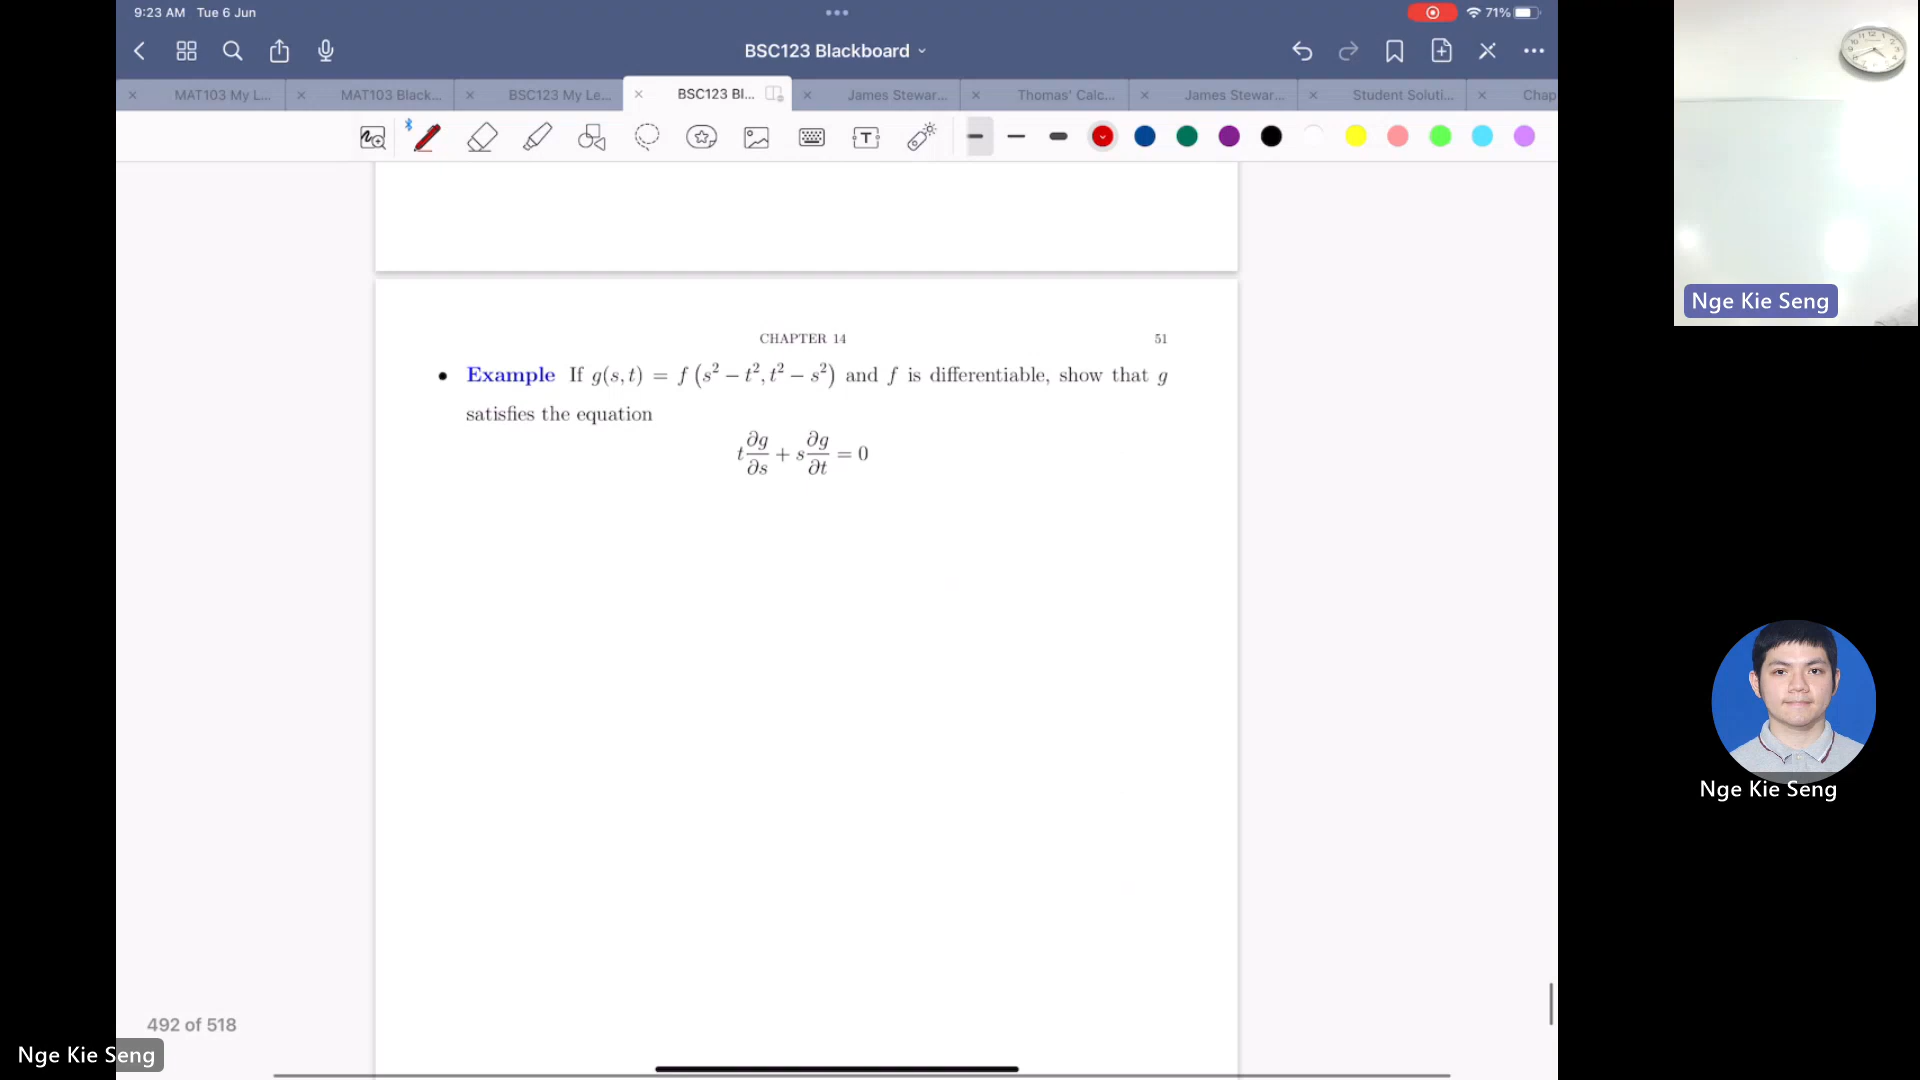 9:23 AM Tue 6 Jun
71%
BSC123 Blackboard
MAT103 My L...
MAT103 Black...
BSC123 My Le...
BSC123 Bl...
James Stewar...
Thomas' Calc...
James Stewar...
Student Soluti...
Chap
CHAPTER 14 51
• Example If g(s, t) = f (s² − t², t² − s²) and f is differentiable, show that g
satisfies the equation
t ∂g/∂s + s ∂g/∂t = 0
492 of 518
Nge Kie Seng
Nge Kie Seng
Nge Kie Seng